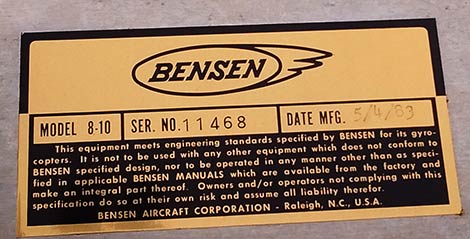 BENSEN
MODEL 8-10 SER. NO. 11468 DATE MFG. 5/4/83
This equipment meets engineering standards specified by BENSEN for its gyro-
copters. It is not to be used with any other equipment which does not conform to
BENSEN specified design, nor to be operated in any manner other than as speci-
fied in applicable BENSEN MANUALS which are available from the factory and
make an integral part thereof. Owners and/or operators not complying with this
specification do so at their own risk and assume all liability therefor.
BENSEN AIRCRAFT CORPORATION - Raleigh, N.C., U.S.A.